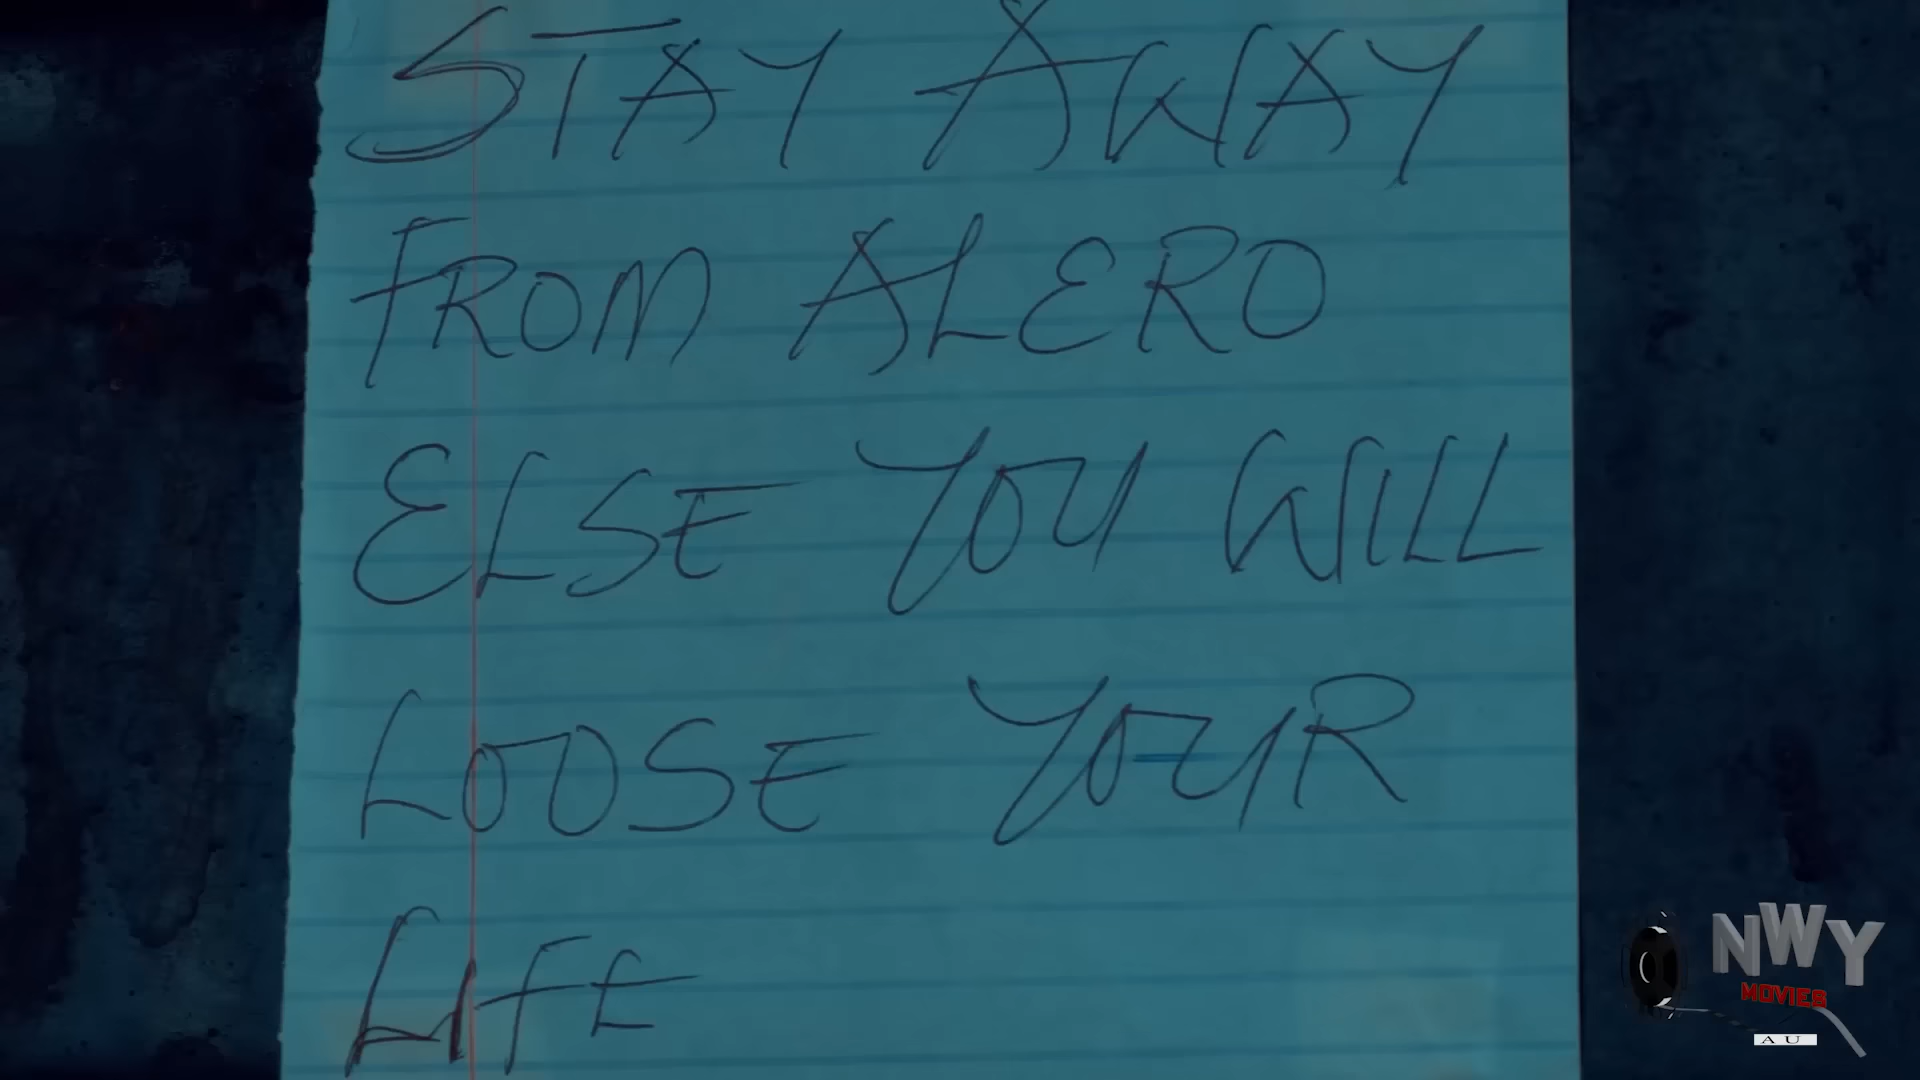 STAY AWAY
FROM ALERO
ELSE YOU WILL
LOOSE YOUR
LIFE
NWY
MOVIES
AU